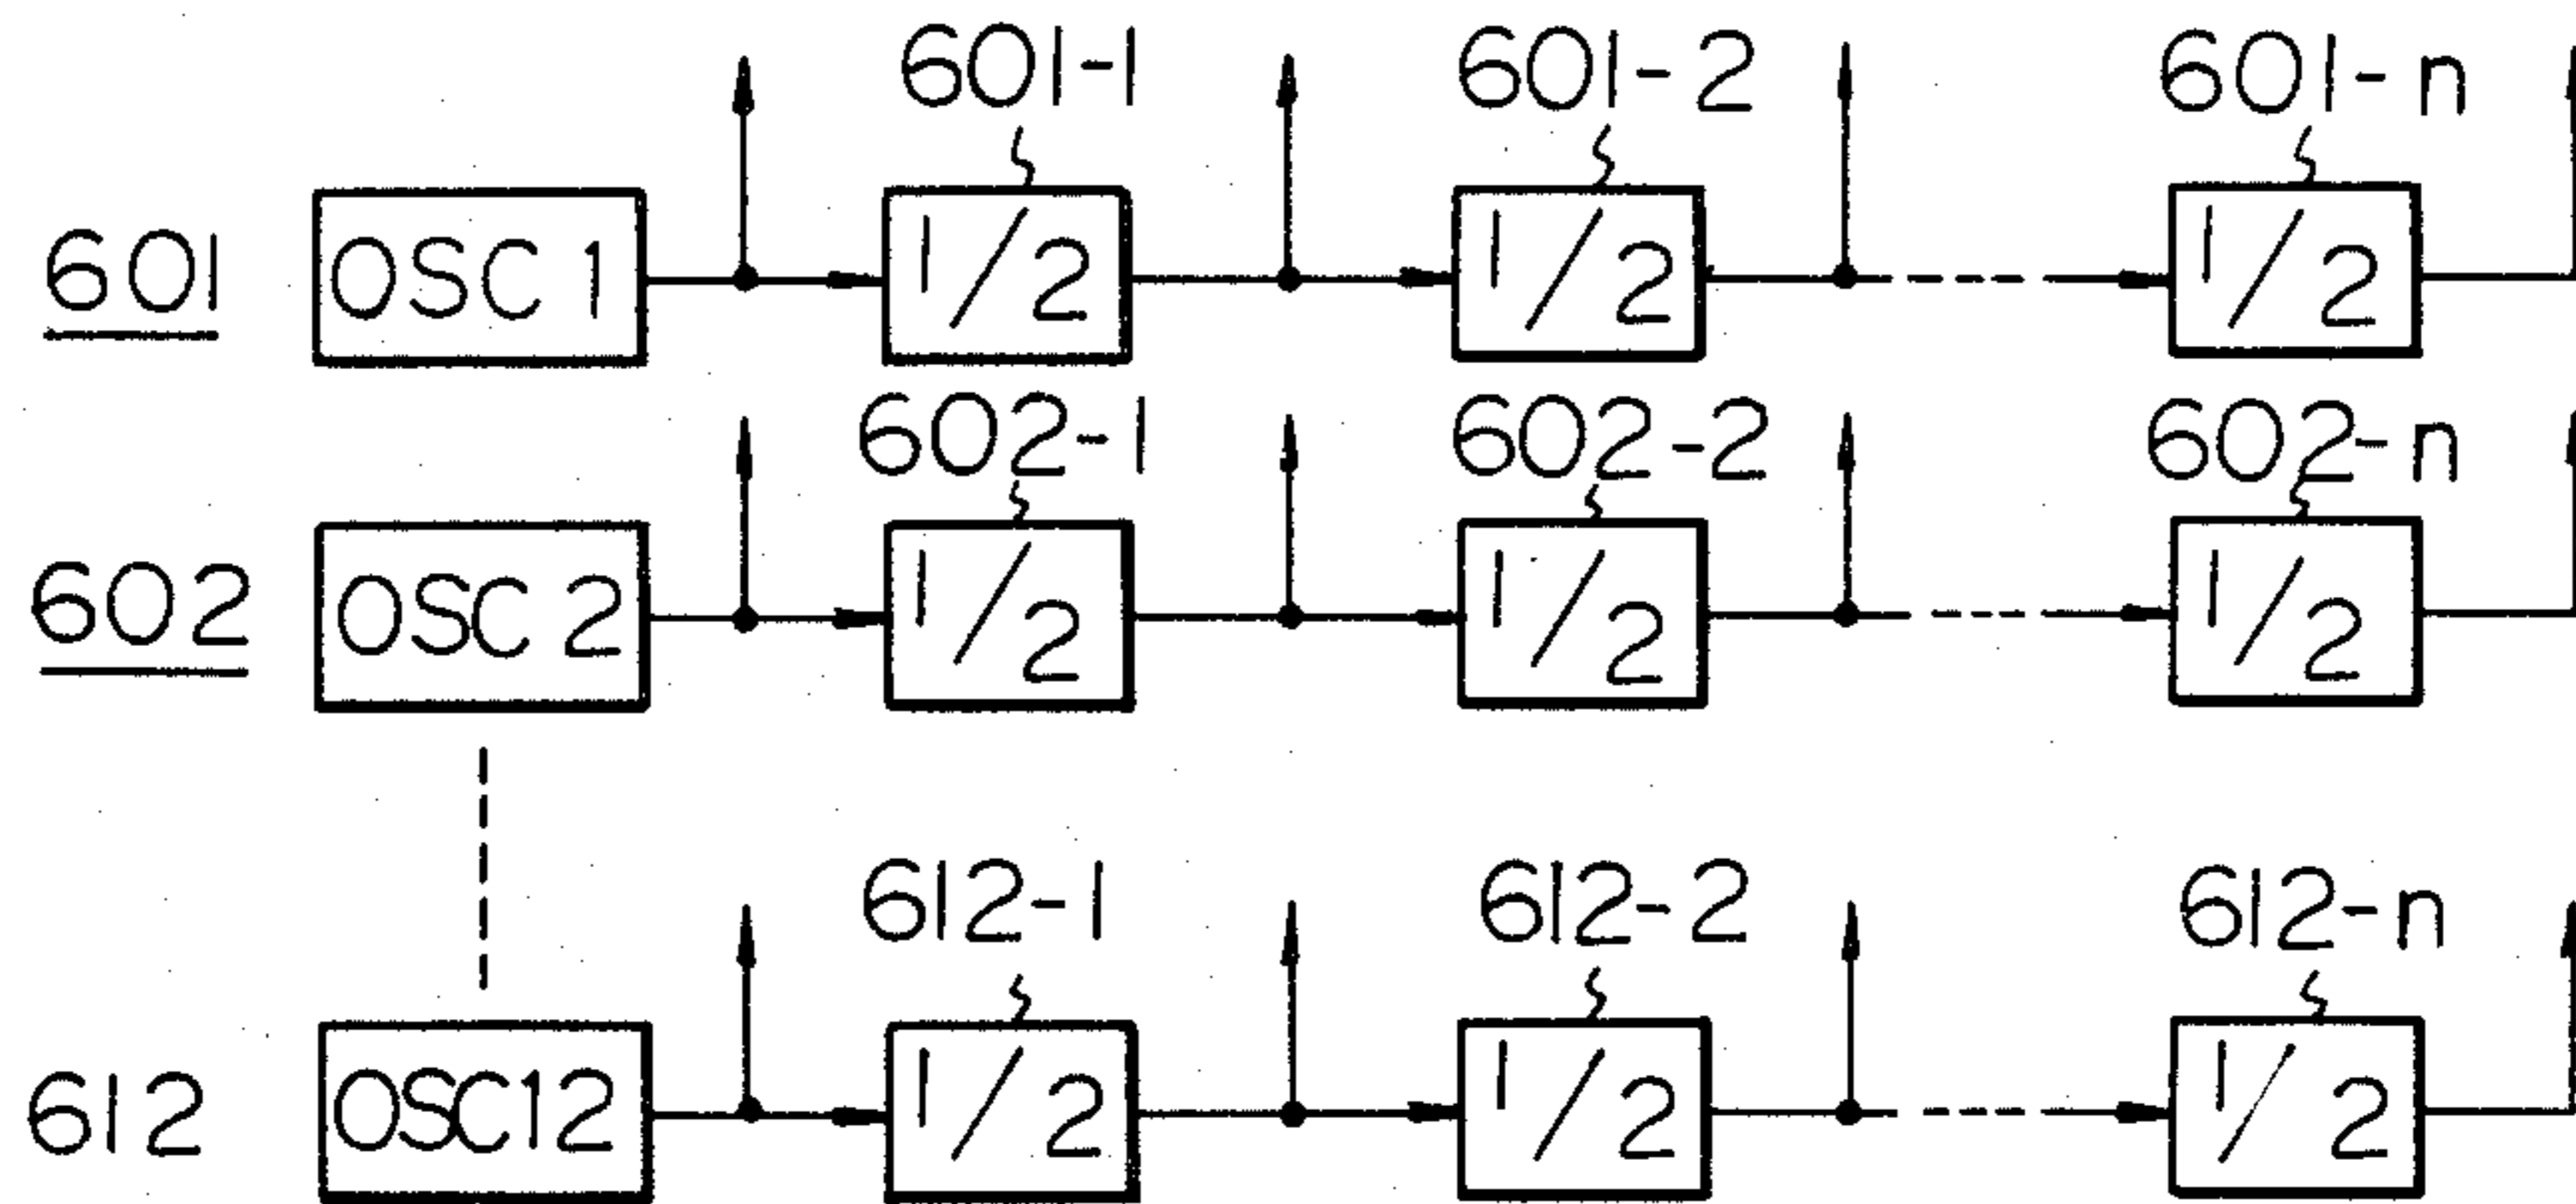 601-1 601-2 601-n
601 OSC 1 1/2 1/2 1/2
602-1 602-2 602-n
602 OSC 2 1/2 1/2 1/2
612-1 612-2 612-n
612 OSC12 1/2 1/2 1/2